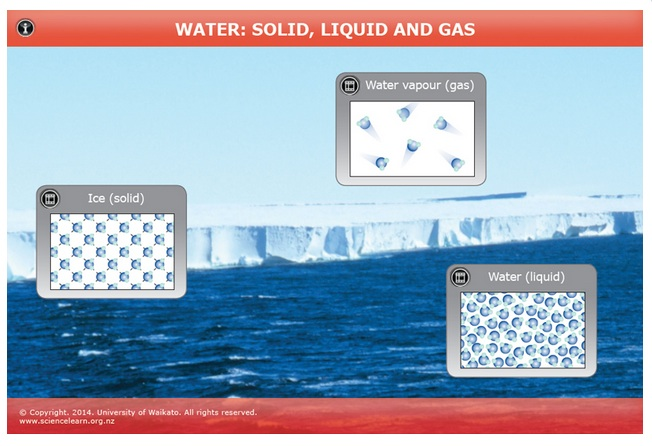 WATER: SOLID, LIQUID AND GAS
Water vapour (gas)
Ice (solid)
Water (liquid)
© Copyright. 2014. University of Waikato. All rights reserved.
www.sciencelearn.org.nz